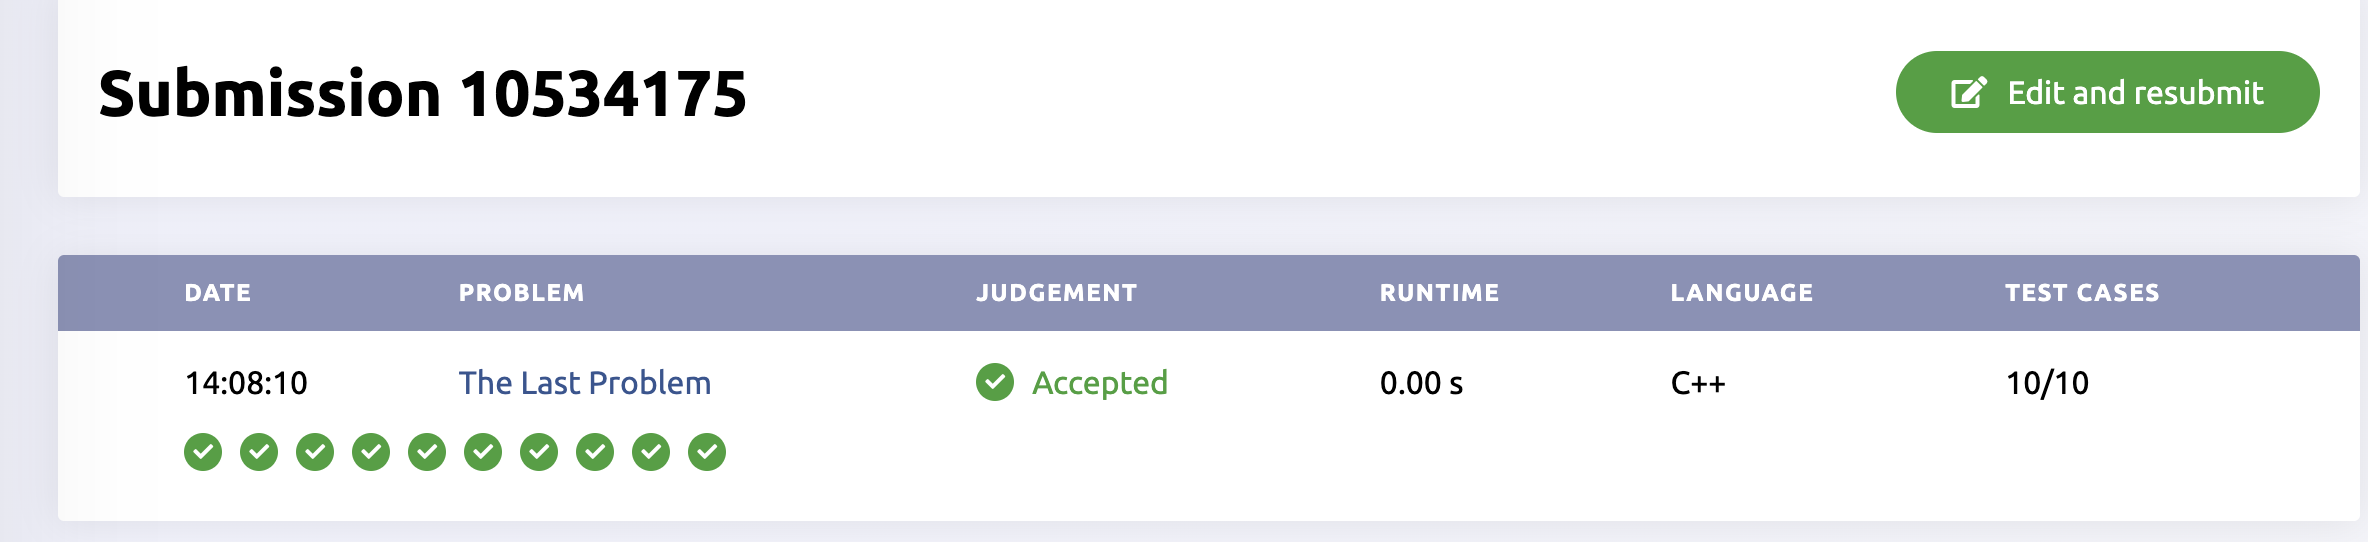 Submission 10534175
Edit and resubmit
DATE PROBLEM JUDGEMENT RUNTIME LANGUAGE TEST CASES
14:08:10 The Last Problem Accepted 0.00 s C++ 10/10